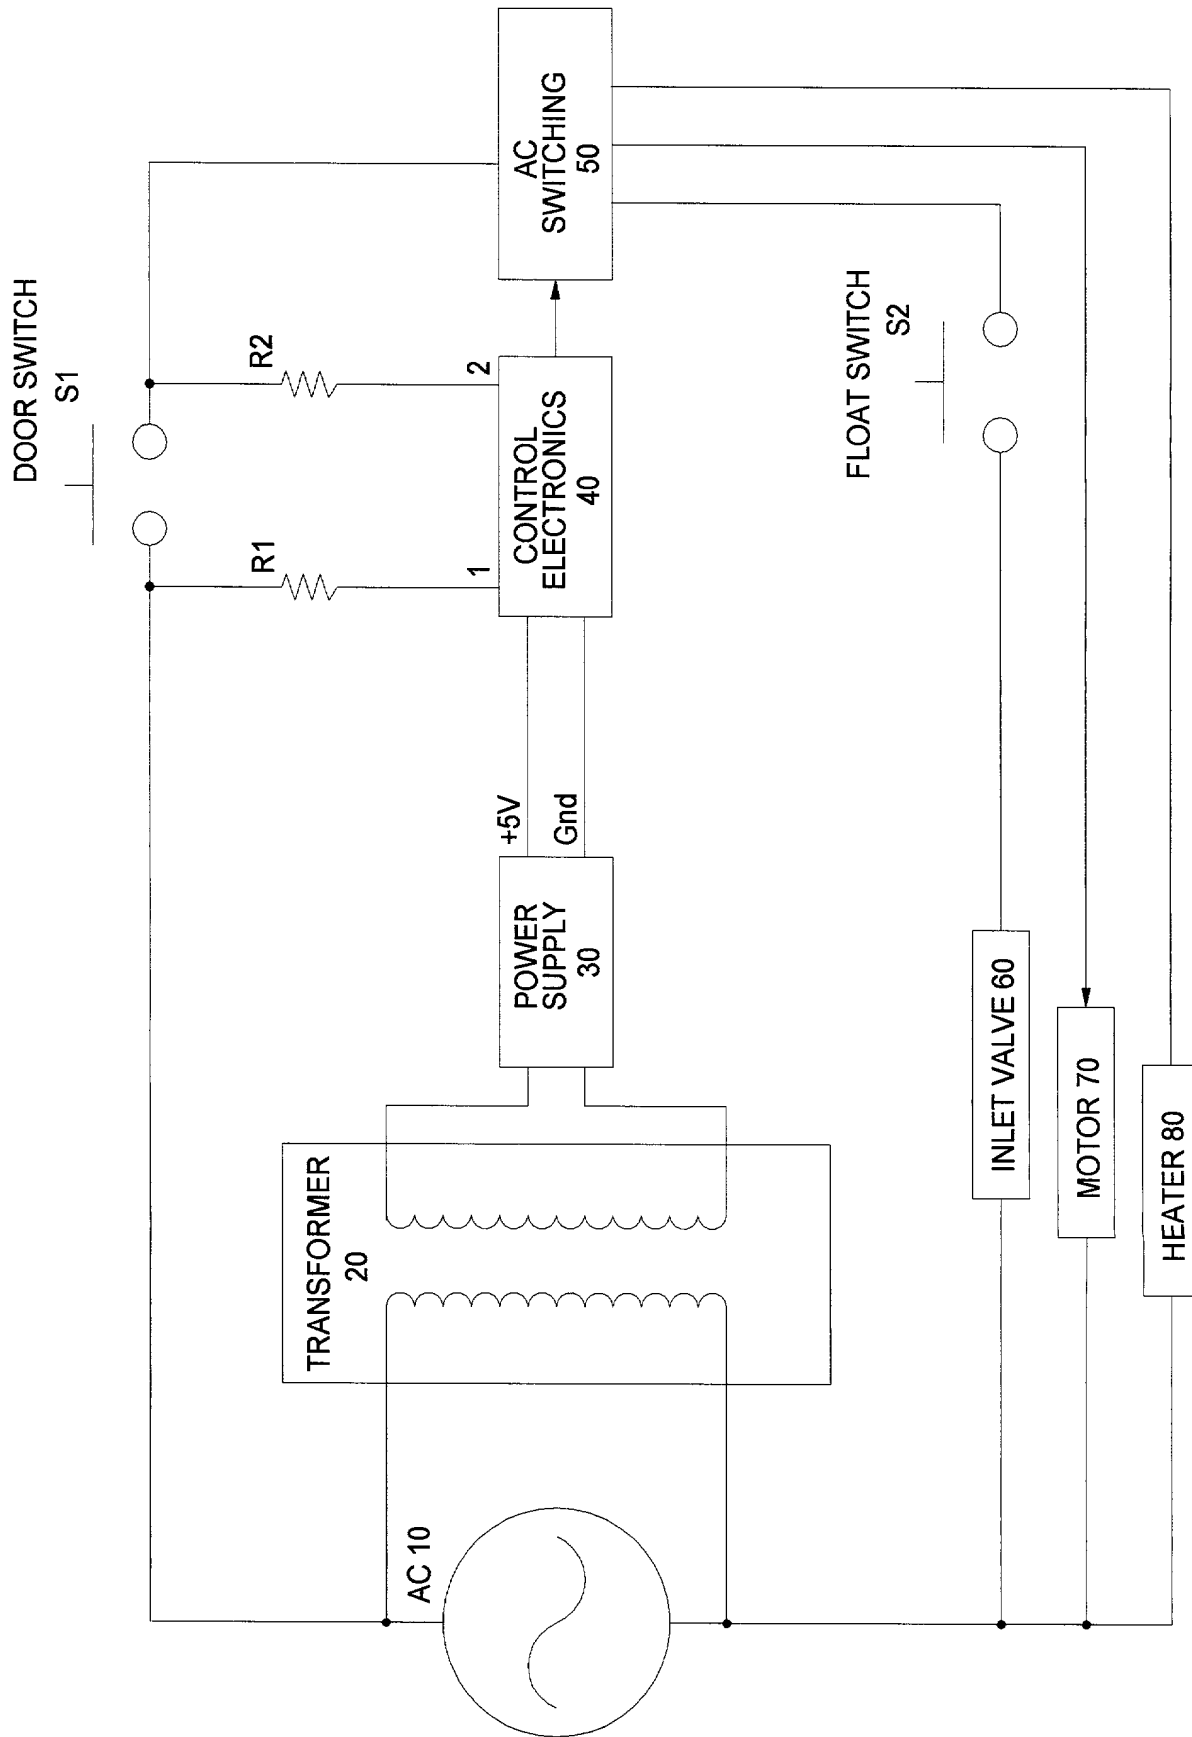 DOOR SWITCH
S1
R1
R2
AC 10
TRANSFORMER
20
POWER
SUPPLY
30
+5V
Gnd
1
2
CONTROL
ELECTRONICS
40
AC
SWITCHING
50
FLOAT SWITCH
S2
INLET VALVE 60
MOTOR 70
HEATER 80